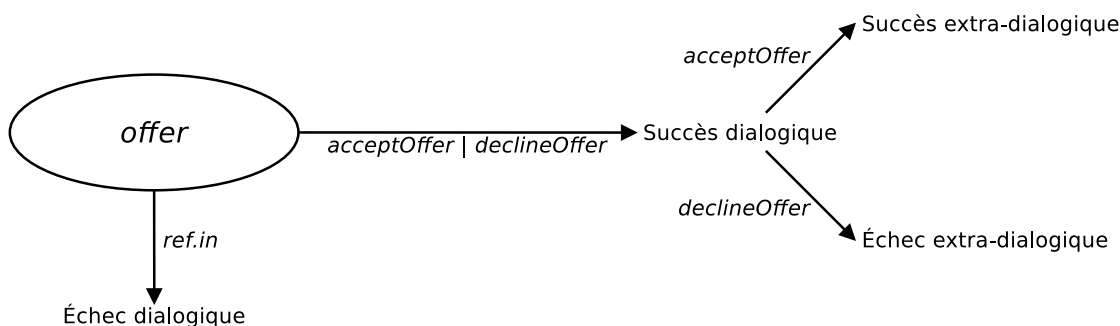 Succès extra-dialogique
acceptOffer
offer
Succès dialogique
acceptOffer | declineOffer
declineOffer
ref.in
Échec extra-dialogique
Échec dialogique